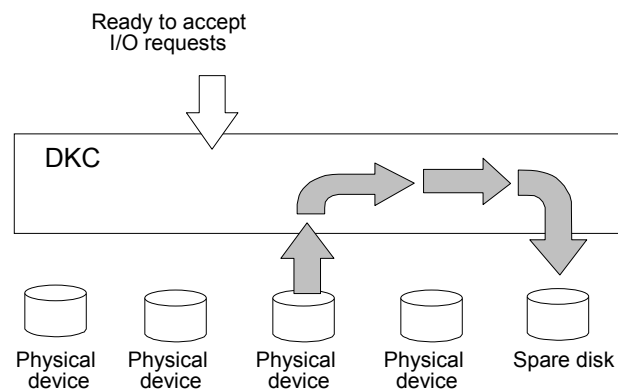 Ready to accept
I/O requests
DKC
Physical
device
Physical
device
Physical
device
Physical
device
Spare disk